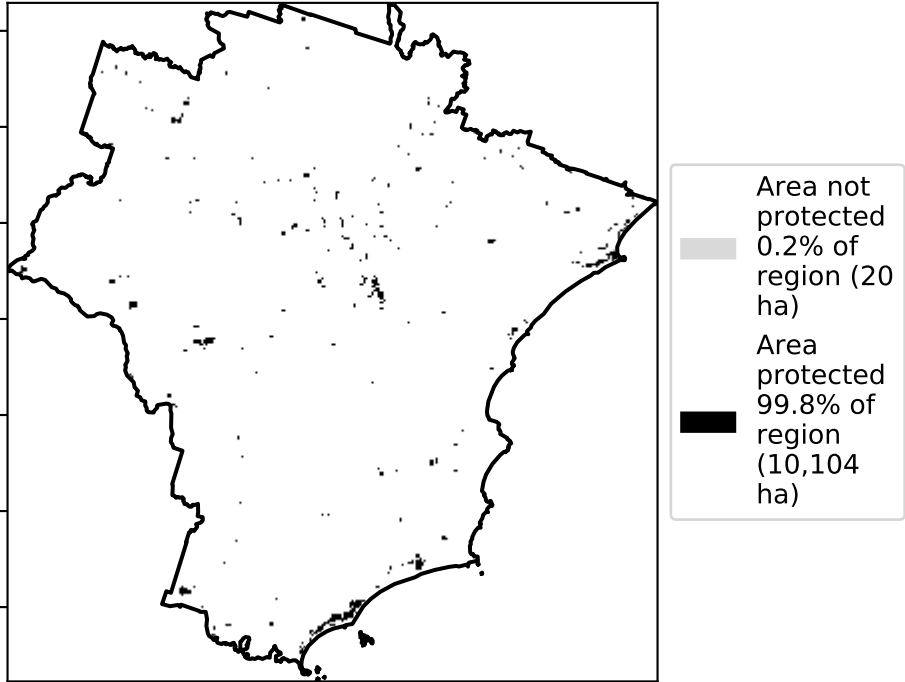 Area not
protected
0.2% of
region (20
ha)
Area
protected
99.8% of
region
(10,104
ha)